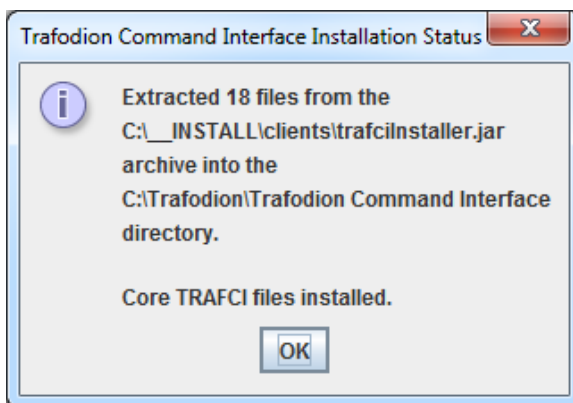 Trafodion Command Interface Installation Status
X
i
Extracted 18 files from the
C:\__INSTALL\clients\trafciInstaller.jar
archive into the
C:\Trafodion\Trafodion Command Interface
directory.
Core TRAFCI files installed.
OK